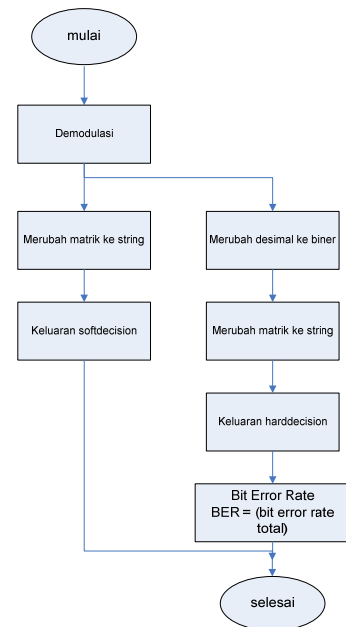 mulai
Demodulasi
Merubah matrik ke string
Merubah desimal ke biner
Keluaran softdecision
Merubah matrik ke string
Keluaran harddecision
Bit Error Rate
BER = (bit error rate
total)
selesai